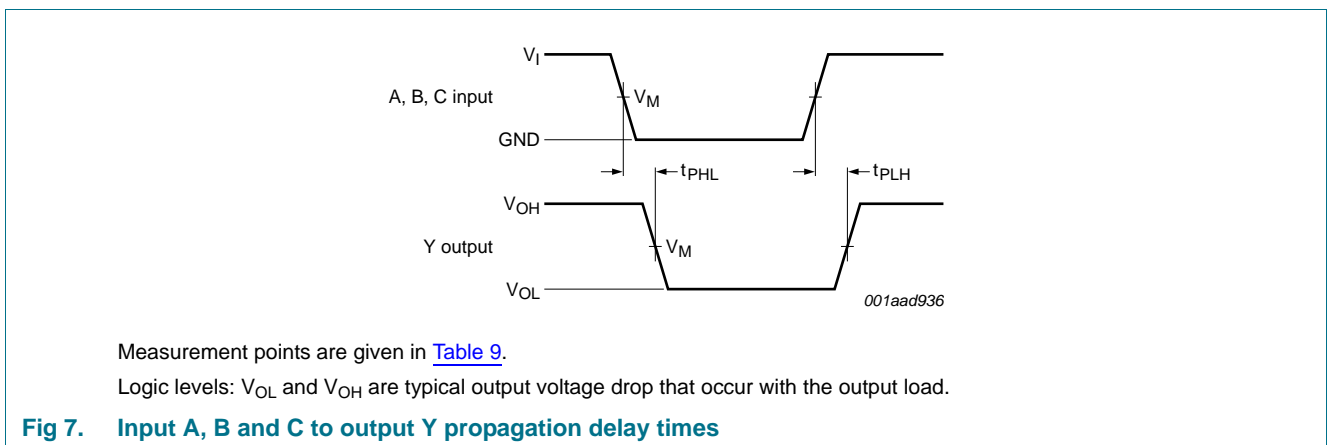 VI
A, B, C input
VM
GND
tPHL
tPLH
VOH
Y output
VM
VOL
001aad936
Measurement points are given in Table 9.
Logic levels: VOL and VOH are typical output voltage drop that occur with the output load.
Fig 7. Input A, B and C to output Y propagation delay times